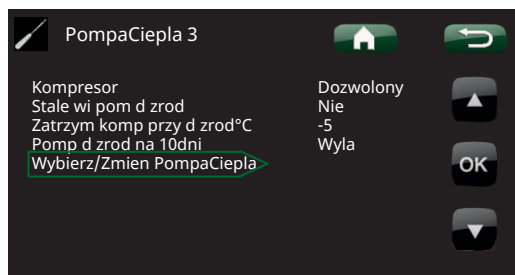 PompaCiepla 3
Kompresor Dozwolony
Stale wi pom d zrod Nie
Zatrzym komp przy d zrod°C -5
Pomp d zrod na 10dni Wyla
Wybierz/Zmien PompaCiepla
OK